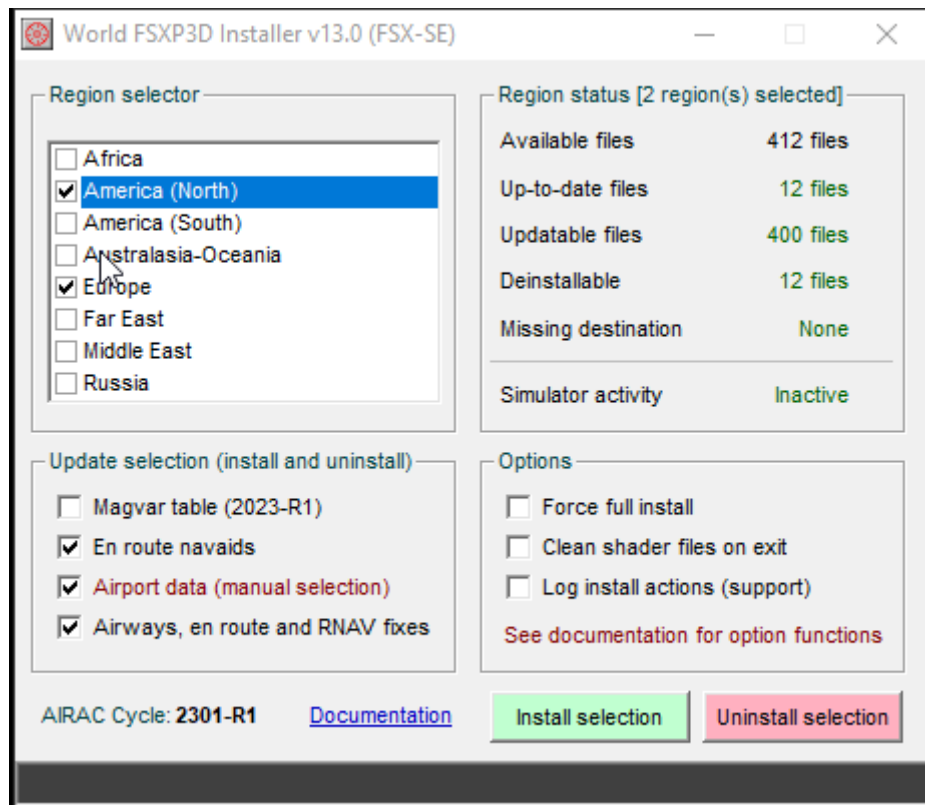 World FSXP3D Installer v13.0 (FSX-SE)
Region selector
Africa
America (North)
America (South)
Australasia-Oceania
Europe
Far East
Middle East
Russia
Region status [2 region(s) selected]
Available files 412 files
Up-to-date files 12 files
Updatable files 400 files
Deinstallable 12 files
Missing destination None
Simulator activity Inactive
Update selection (install and uninstall)
Magvar table (2023-R1)
En route navaids
Airport data (manual selection)
Airways, en route and RNAV fixes
Options
Force full install
Clean shader files on exit
Log install actions (support)
See documentation for option functions
AIRAC Cycle: 2301-R1 Documentation Install selection Uninstall selection